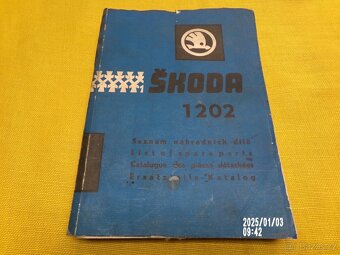 ŠKODA
1202
Seznam náhradních dílů
List of spare parts
Catalogue des pièces détachées
Ersatzteile-Katalog
2025/01/03
09:42